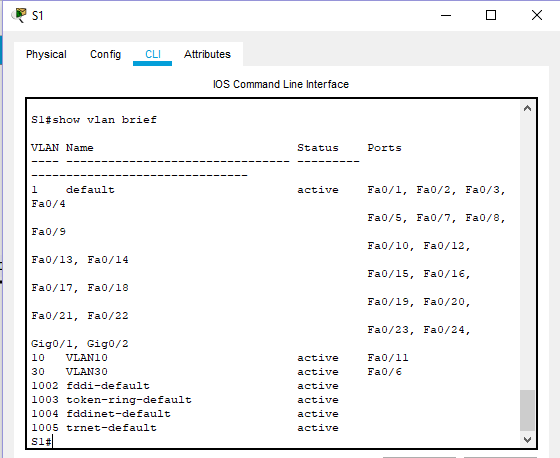 S1
Physical Config CLI Attributes
IOS Command Line Interface
S1#show vlan brief
VLAN Name Status Ports
---- -------------------------------- --------- 
-------------------------------
1 default active Fa0/1, Fa0/2, Fa0/3,
Fa0/4
Fa0/5, Fa0/7, Fa0/8,
Fa0/9
Fa0/10, Fa0/12,
Fa0/13, Fa0/14
Fa0/15, Fa0/16,
Fa0/17, Fa0/18
Fa0/19, Fa0/20,
Fa0/21, Fa0/22
Fa0/23, Fa0/24,
Gig0/1, Gig0/2
10 VLAN10 active Fa0/11
30 VLAN30 active Fa0/6
1002 fddi-default active
1003 token-ring-default active
1004 fddinet-default active
1005 trnet-default active
S1#